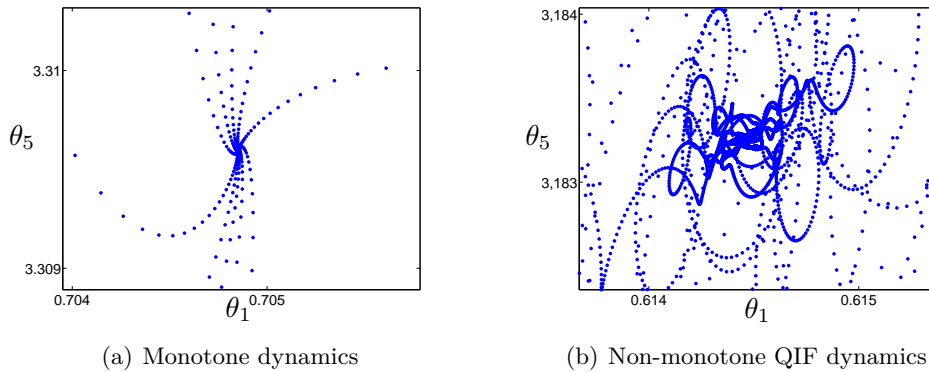 3.31
θ5
3.309
0.704
0.705
θ1
(a) Monotone dynamics
3,184
θ5
3,183
0.614
0.615
θ1
(b) Non-monotone QIF dynamics